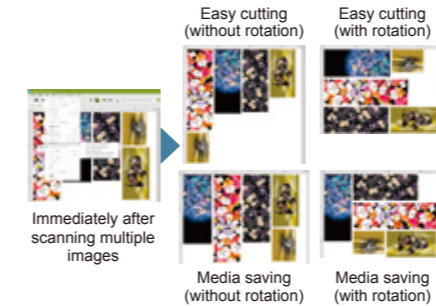 Easy cutting
(without rotation)
Easy cutting
(with rotation)
Immediately after
scanning multiple
images
Media saving
(without rotation)
Media saving
(with rotation)